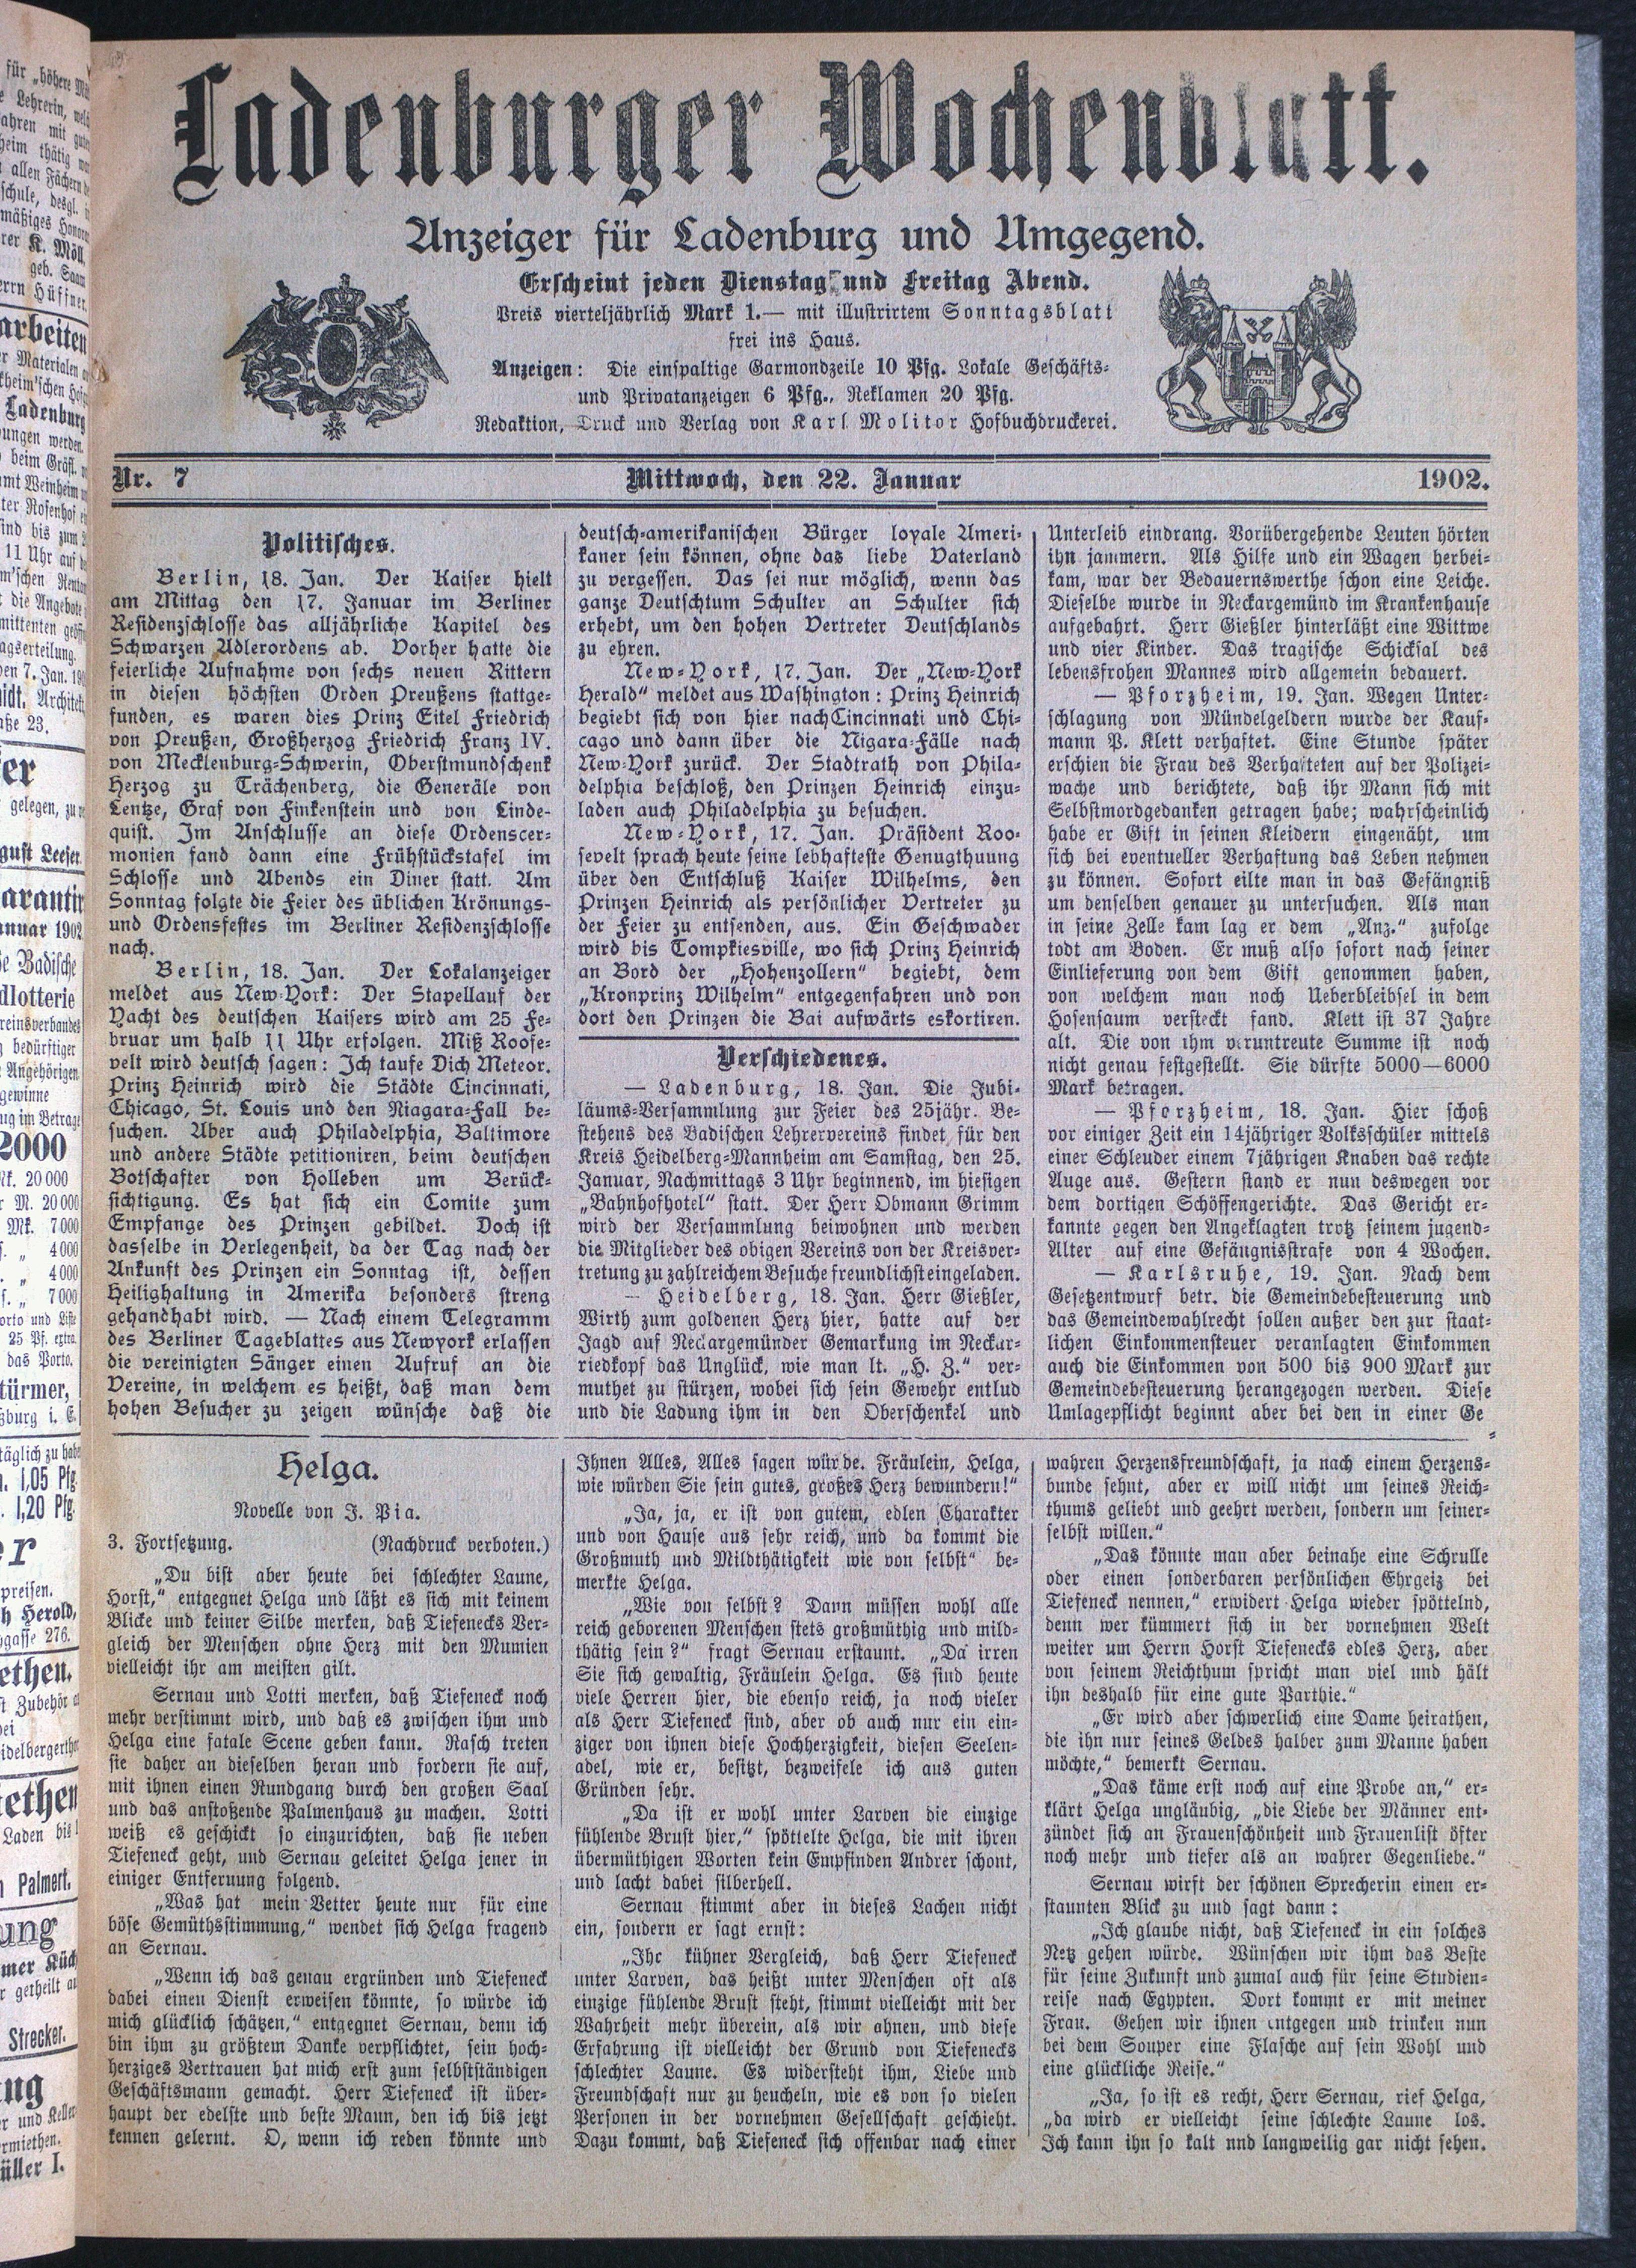 Ladenburger Wochenblatt.
Anzeiger für Ladenburg und Umgegend.
Erscheint jeden Dienstag und Freitag Abend.
Preis vierteljährlich Mark 1.— mit illustrirtem Sonntagsblatt
frei ins Haus.
Anzeigen: Die einspaltige Garmondzeile 10 Pfg. Lokale Geschäfts-
und Privatanzeigen 6 Pfg., Reklamen 20 Pfg.
Redaktion, Druck und Verlag von Karl Molitor Hofbuchdruckerei.
Nr. 7
Mittwoch, den 22. Januar
1902.
Politisches.
Berlin, 18. Jan. Der Kaiser hielt
am Mittag den 17. Januar im Berliner
Residenzschlosse das alljährliche Kapitel des
Schwarzen Adlerordens ab. Vorher hatte die
feierliche Aufnahme von sechs neuen Rittern
in diesen höchsten Orden Preußens stattge-
funden, es waren dies Prinz Eitel Friedrich
von Preußen, Großherzog Friedrich Franz IV.
von Mecklenburg-Schwerin, Oberstmundschenk
Herzog zu Trächenberg, die Generäle von
Lentze, Graf von Finkenstein und von Linde-
quist. Im Anschlusse an diese Ordenscer-
monien fand dann eine Frühstückstafel im
Schlosse und Abends ein Diner statt. Am
Sonntag folgte die Feier des üblichen Krönungs-
und Ordensfestes im Berliner Residenzschlosse
nach.
Berlin, 18. Jan. Der Lokalanzeiger
meldet aus New-York: Der Stapellauf der
Yacht des deutschen Kaisers wird am 25 Fe-
bruar um halb 11 Uhr erfolgen. Miß Roose-
velt wird deutsch sagen: Ich taufe Dich Meteor.
Prinz Heinrich wird die Städte Cincinnati,
Chicago, St. Louis und den Niagara-Fall be-
suchen. Aber auch Philadelphia, Baltimore
und andere Städte petitioniren, beim deutschen
Botschafter von Holleben um Berück-
sichtigung. Es hat sich ein Comite zum
Empfange des Prinzen gebildet. Doch ist
dasselbe in Verlegenheit, da der Tag nach der
Ankunft des Prinzen ein Sonntag ist, dessen
Heilighaltung in Amerika besonders streng
gehandhabt wird. — Nach einem Telegramm
des Berliner Tageblattes aus Newyork erlassen
die vereinigten Sänger einen Aufruf an die
Vereine, in welchem es heißt, daß man dem
hohen Besucher zu zeigen wünsche daß die
deutsch-amerikanischen Bürger loyale Ameri-
kaner sein können, ohne das liebe Vaterland
zu vergessen. Das sei nur möglich, wenn das
ganze Deutschtum Schulter an Schulter sich
erhebt, um den hohen Vertreter Deutschlands
zu ehren.
New-York, 17. Jan. Der „New-York
Herald“ meldet aus Washington: Prinz Heinrich
begiebt sich von hier nach Cincinnati und Chi-
cago und dann über die Nigara-Fälle nach
New-York zurück. Der Stadtrath von Phila-
delphia beschloß, den Prinzen Heinrich einzu-
laden auch Philadelphia zu besuchen.
New-York, 17. Jan. Präsident Roo-
sevelt sprach heute seine lebhafteste Genugthuung
über den Entschluß Kaiser Wilhelms, den
Prinzen Heinrich als persönlicher Vertreter zu
der Feier zu entsenden, aus. Ein Geschwader
wird bis Tompkiesville, wo sich Prinz Heinrich
an Bord der „Hohenzollern“ begiebt, dem
„Kronprinz Wilhelm“ entgegenfahren und von
dort den Prinzen die Bai aufwärts eskortiren.
Verschiedenes.
— Ladenburg, 18. Jan. Die Jubi-
läums-Versammlung zur Feier des 25jähr. Be-
stehens des Badischen Lehrervereins findet für den
Kreis Heidelberg-Mannheim am Samstag, den 25.
Januar, Nachmittags 3 Uhr beginnend, im hiesigen
„Bahnhofhotel“ statt. Der Herr Obmann Grimm
wird der Versammlung beiwohnen und werden
die Mitglieder des obigen Vereins von der Kreisver-
tretung zu zahlreichem Besuche freundlichst eingeladen.
— Heidelberg, 18. Jan. Herr Gießler,
Wirth zum goldenen Herz hier, hatte auf der
Jagd auf Neckargemünder Gemarkung im Neckar-
riedkopf das Unglück, wie man lt. „H. Z.“ ver-
muthet zu stürzen, wobei sich sein Gewehr entlud
und die Ladung ihm in den Oberschenkel und
Unterleib eindrang. Vorübergehende Leuten hörten
ihn jammern. Als Hilfe und ein Wagen herbei-
kam, war der Bedauernswerthe schon eine Leiche.
Dieselbe wurde in Neckargemünd im Krankenhause
aufgebahrt. Herr Gießler hinterläßt eine Wittwe
und vier Kinder. Das tragische Schicksal des
lebensfrohen Mannes wird allgemein bedauert.
— Pforzheim, 19. Jan. Wegen Unter-
schlagung von Mündelgeldern wurde der Kauf-
mann P. Klett verhaftet. Eine Stunde später
erschien die Frau des Verhafteten auf der Polizei-
wache und berichtete, daß ihr Mann sich mit
Selbstmordgedanken getragen habe; wahrscheinlich
habe er Gift in seinen Kleidern eingenäht, um
sich bei eventueller Verhaftung das Leben nehmen
zu können. Sofort eilte man in das Gefängniß
um denselben genauer zu untersuchen. Als man
in seine Zelle kam lag er dem „Anz.“ zufolge
todt am Boden. Er muß also sofort nach seiner
Einlieferung von dem Gift genommen haben,
von welchem man noch Ueberbleibsel in dem
Hosensaum versteckt fand. Klett ist 37 Jahre
alt. Die von ihm veruntreute Summe ist noch
nicht genau festgestellt. Sie dürfte 5000—6000
Mark betragen.
— Pforzheim, 18. Jan. Hier schoß
vor einiger Zeit ein 14jähriger Volksschüler mittels
einer Schleuder einem 7jährigen Knaben das rechte
Auge aus. Gestern stand er nun deswegen vor
dem dortigen Schöffengerichte. Das Gericht er-
kannte gegen den Angeklagten trotz seinem jugend-
Alter auf eine Gefängnisstrafe von 4 Wochen.
— Karlsruhe, 19. Jan. Nach dem
Gesetzentwurf betr. die Gemeindebesteuerung und
das Gemeindewahlrecht sollen außer den zur staat-
lichen Einkommensteuer veranlagten Einkommen
auch die Einkommen von 500 bis 900 Mark zur
Gemeindebesteuerung herangezogen werden. Diese
Umlagepflicht beginnt aber bei den in einer Ge-
Helga.
Novelle von J. Pia.
3. Fortsetzung. (Nachdruck verboten.)
„Du bist aber heute bei schlechter Laune,
Horst,“ entgegnet Helga und läßt es sich mit keinem
Blicke und keiner Silbe merken, daß Tiefenecks Ver-
gleich der Menschen ohne Herz mit den Mumien
vielleicht ihr am meisten gilt.
Sernau und Lotti merken, daß Tiefeneck noch
mehr verstimmt wird, und daß es zwischen ihm und
Helga eine fatale Scene geben kann. Rasch treten
sie daher an dieselben heran und fordern sie auf,
mit ihnen einen Rundgang durch den großen Saal
und das anstoßende Palmenhaus zu machen. Lotti
weiß es geschickt so einzurichten, daß sie neben
Tiefeneck geht, und Sernau geleitet Helga jener in
einiger Entfernung folgend.
„Was hat mein Vetter heute nur für eine
böse Gemüthsstimmung,“ wendet sich Helga fragend
an Sernau.
„Wenn ich das genau ergründen und Tiefeneck
dabei einen Dienst erweisen könnte, so würde ich
mich glücklich schätzen,“ entgegnet Sernau, denn ich
bin ihm zu größtem Danke verpflichtet, sein hoch-
herziges Vertrauen hat mich erst zum selbstständigen
Geschäftsmann gemacht. Herr Tiefeneck ist über-
haupt der edelste und beste Mann, den ich bis jetzt
kennen gelernt. O, wenn ich reden könnte und
Ihnen Alles, Alles sagen würde. Fräulein, Helga,
wie würden Sie sein gutes, großes Herz bewundern!“
„Ja, ja, er ist von gutem, edlen Charakter
und von Hause aus sehr reich, und da kommt die
Großmuth und Mildthätigkeit wie von selbst“ be-
merkte Helga.
„Wie von selbst? Dann müssen wohl alle
reich geborenen Menschen stets großmüthig und mild-
thätig sein?“ fragt Sernau erstaunt. „Da irren
Sie sich gewaltig, Fräulein Helga. Es sind heute
viele Herren hier, die ebenso reich, ja noch vieler
als Herr Tiefeneck sind, aber ob auch nur ein ein-
ziger von ihnen diese Hochherzigkeit, diesen Seelen-
adel, wie er, besitzt, bezweifele ich aus guten
Gründen sehr.
„Da ist er wohl unter Larven die einzige
fühlende Brust hier,“ spöttelte Helga, die mit ihren
übermüthigen Worten kein Empfinden Andrer schont,
und lacht dabei silberhell.
Sernau stimmt aber in dieses Lachen nicht
ein, sondern er sagt ernst:
„Ihr kühner Vergleich, daß Herr Tiefeneck
unter Larven, das heißt unter Menschen oft als
einzige fühlende Brust steht, stimmt vielleicht mit der
Wahrheit mehr überein, als wir ahnen, und diese
Erfahrung ist vielleicht der Grund von Tiefenecks
schlechter Laune. Es widersteht ihm, Liebe und
Freundschaft nur zu heucheln, wie es von so vielen
Personen in der vornehmen Gesellschaft geschieht.
Dazu kommt, daß Tiefeneck sich offenbar nach einer
wahren Herzensfreundschaft, ja nach einem Herzens-
bunde sehnt, aber er will nicht um seines Reich-
thums geliebt und geehrt werden, sondern um seiner-
selbst willen.“
„Das könnte man aber beinahe eine Schrulle
oder einen sonderbaren persönlichen Ehrgeiz bei
Tiefeneck nennen,“ erwidert Helga wieder spöttelnd,
denn wer kümmert sich in der vornehmen Welt
weiter um Herrn Horst Tiefenecks edles Herz, aber
von seinem Reichthum spricht man viel und hält
ihn deshalb für eine gute Parthie.“
„Er wird aber schwerlich eine Dame heirathen,
die ihn nur seines Geldes halber zum Manne haben
möchte,“ bemerkt Sernau.
„Das käme erst noch auf eine Probe an,“ er-
klärt Helga ungläubig, „die Liebe der Männer ent-
zündet sich an Frauenschönheit und Frauenlist öfter
noch mehr und tiefer als an wahrer Gegenliebe.“
Sernau wirft der schönen Sprecherin einen er-
staunten Blick zu und sagt dann:
„Ich glaube nicht, daß Tiefeneck in ein solches
Netz gehen würde. Wünschen wir ihm das Beste
für seine Zukunft und zumal auch für seine Studien-
reise nach Egypten. Dort kommt er mit meiner
Frau. Gehen wir ihnen entgegen und trinken nun
bei dem Souper eine Flasche auf sein Wohl und
eine glückliche Reise.“
„Ja, so ist es recht, Herr Sernau, rief Helga,
„da wird er vielleicht seine schlechte Laune los.
Ich kann ihn so kalt nnd langweilig gar nicht sehen.